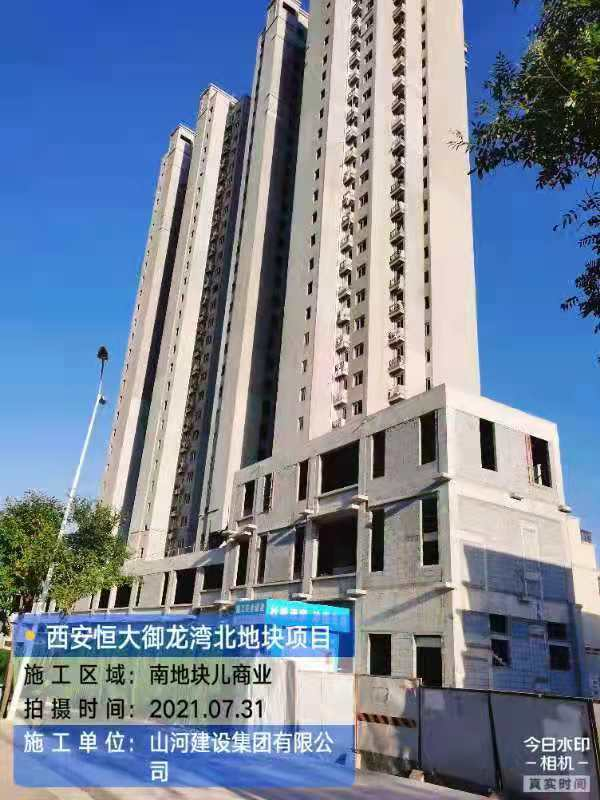 西安恒大御龙湾北地块项目
施工区域：南地块儿商业
拍摄时间：2021.07.31
施工单位：山河建设集团有限公
司
今日水印
相机
真实时间